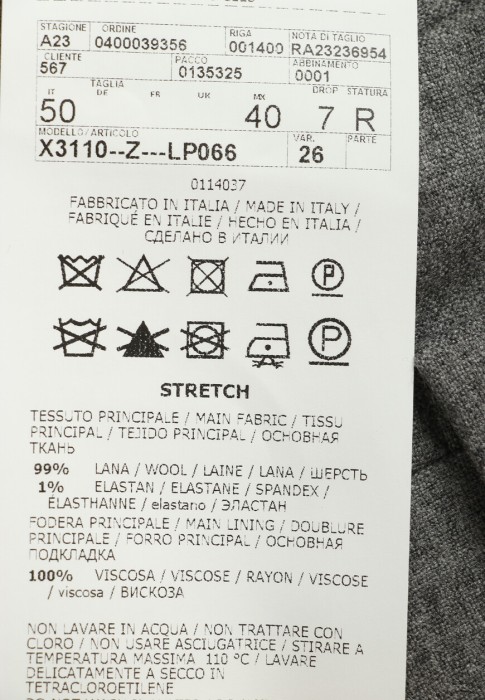 STAGIONE ORDINE RIGA NOTA DI TAGLIO
A23 0400039356 001400 RA23236954
CLIENTE PACCO ABBINAMENTO
567 0135325 0001
TAGLIA DROP STATURA
IT DE FR UK MX
50 40 7 R
MODELLO/ARTICOLO VAR. PARTE
X3110--Z---LP066 26
0114037
FABBRICATO IN ITALIA / MADE IN ITALY /
FABRIQUÉ EN ITALIE / HECHO EN ITALIA /
СДЕЛАНО В ИТАЛИИ
P
P
STRETCH
TESSUTO PRINCIPALE / MAIN FABRIC / TISSU
PRINCIPAL / TEJIDO PRINCIPAL / ОСНОВНАЯ
ТКАНЬ
99% LANA / WOOL / LAINE / LANA / ШЕРСТЬ
1% ELASTAN / ELASTANE / SPANDEX /
ÉLASTHANNE / elastano / ЭЛАСТАН
FODERA PRINCIPALE / MAIN LINING / DOUBLURE
PRINCIPALE / FORRO PRINCIPAL / ОСНОВНАЯ
ПОДКЛАДКА
100% VISCOSA / VISCOSE / RAYON / VISCOSE
/ viscosa / ВИСКОЗА
NON LAVARE IN ACQUA / NON TRATTARE CON
CLORO / NON USARE ASCIUGATRICE / STIRARE A
TEMPERATURA MASSIMA 110 °C / LAVARE
DELICATAMENTE A SECCO IN
TETRACLOROETILENE